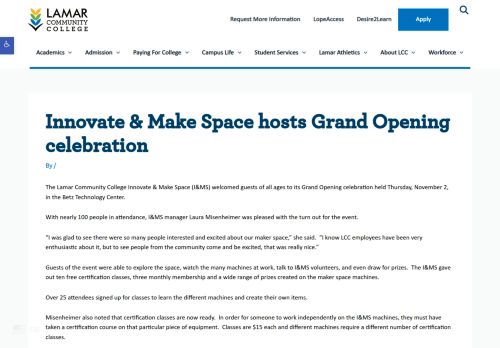 LAMAR
COMMUNITY
COLLEGE
Request More Information LopeAccess Desire2Learn Apply
Academics Admission Paying For College Campus Life Student Services Lamar Athletics About LCC Workforce
Innovate & Make Space hosts Grand Opening
celebration
By /
The Lamar Community College Innovate & Make Space (I&MS) welcomed guests of all ages to its Grand Opening celebration held Thursday, November 2,
in the Betz Technology Center.
With nearly 100 people in attendance, I&MS manager Laura Misenheimer was pleased with the turn out for the event.
"I was glad to see there were so many people interested and excited about our maker space," she said. "I know LCC employees have been very
enthusiastic about it, but to see people from the community come and be excited, that was really nice."
Guests of the event were able to explore the space, watch the many machines at work, talk to I&MS volunteers, and even draw for prizes. The I&MS gave
out ten free certification classes, three monthly membership and a wide range of prizes created on the maker space machines.
Over 25 attendees signed up for classes to learn the different machines and create their own items.
Misenheimer also noted that certification classes are now ready. In order for someone to work independently on the I&MS machines, they must have
taken a certification course on that particular piece of equipment. Classes are $15 each and different machines require a different number of certification
classes.